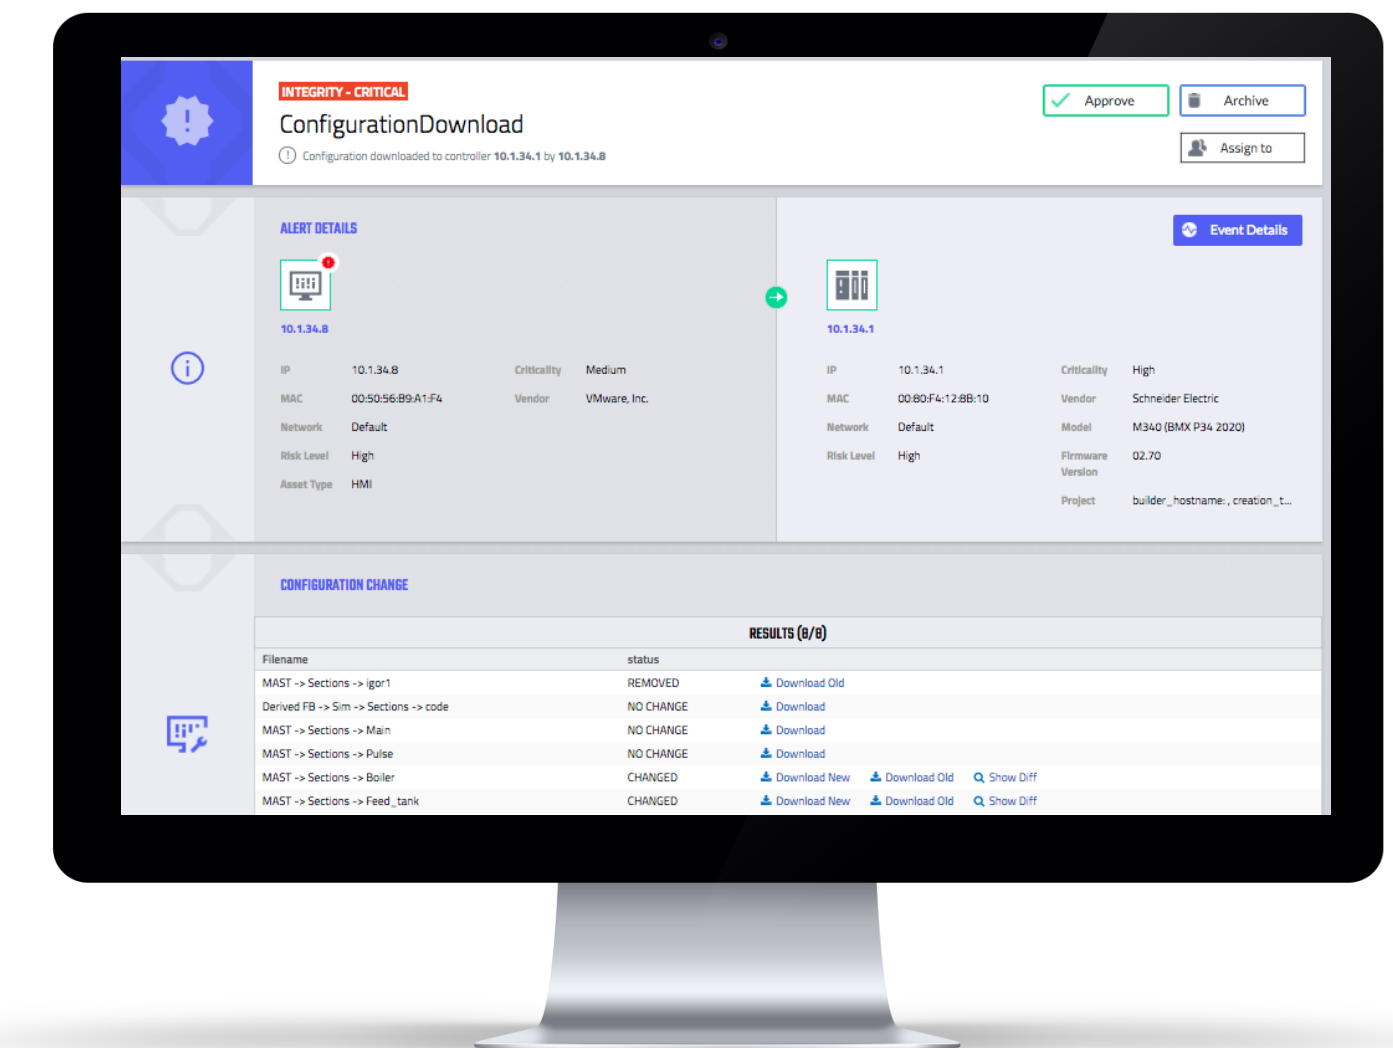 INTEGRITY - CRITICAL
ConfigurationDownload
Configuration downloaded to controller 10.1.34.1 by 10.1.34.8
Approve
Archive
Assign to
ALERT DETAILS
Event Details
10.1.34.8
IP 10.1.34.8 Criticality Medium
MAC 00:50:56:B9:A1:F4 Vendor VMware, Inc.
Network Default
Risk Level High
Asset Type HMI
10.1.34.1
IP 10.1.34.1 Criticality High
MAC 00:80:F4:12:8B:10 Vendor Schneider Electric
Network Default Model M340 (BMX P34 2020)
Risk Level High Firmware Version 02.70
Project builder_hostname: , creation_t...
CONFIGURATION CHANGE
RESULTS (8/8)
Filename status
MAST -> Sections -> igor1 REMOVED Download Old
Derived FB -> Sim -> Sections -> code NO CHANGE Download
MAST -> Sections -> Main NO CHANGE Download
MAST -> Sections -> Pulse NO CHANGE Download
MAST -> Sections -> Boiler CHANGED Download New Download Old Show Diff
MAST -> Sections -> Feed_tank CHANGED Download New Download Old Show Diff